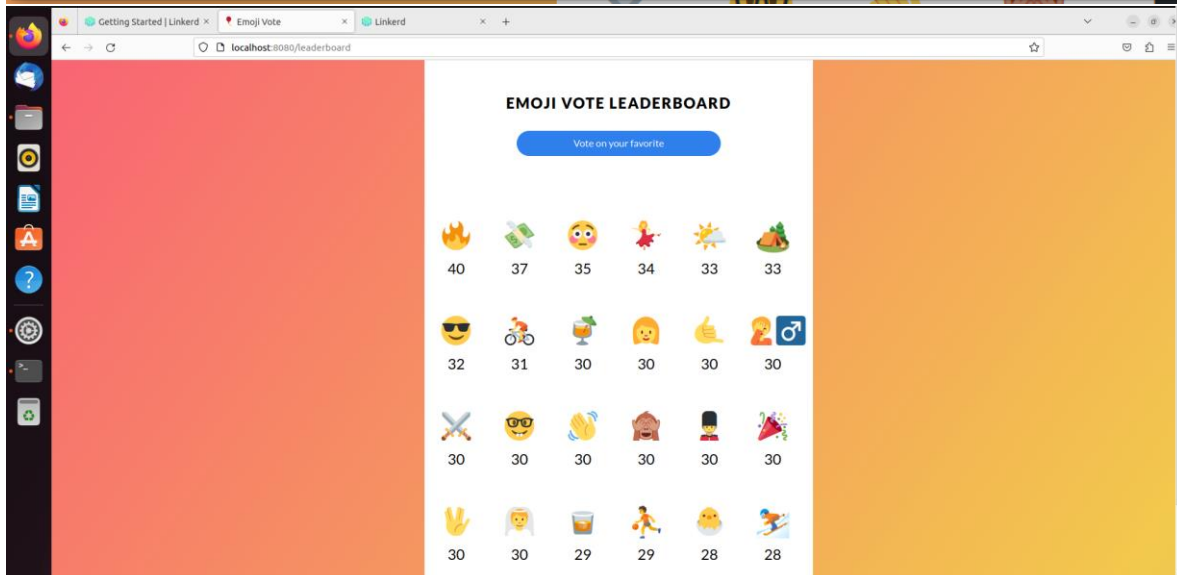 Getting Started | Linkerd
Emoji Vote
Linkerd
localhost:8080/leaderboard
EMOJI VOTE LEADERBOARD
Vote on your favorite
40 37 35 34 33 33
32 31 30 30 30 30
30 30 30 30 30 30
30 30 29 29 28 28